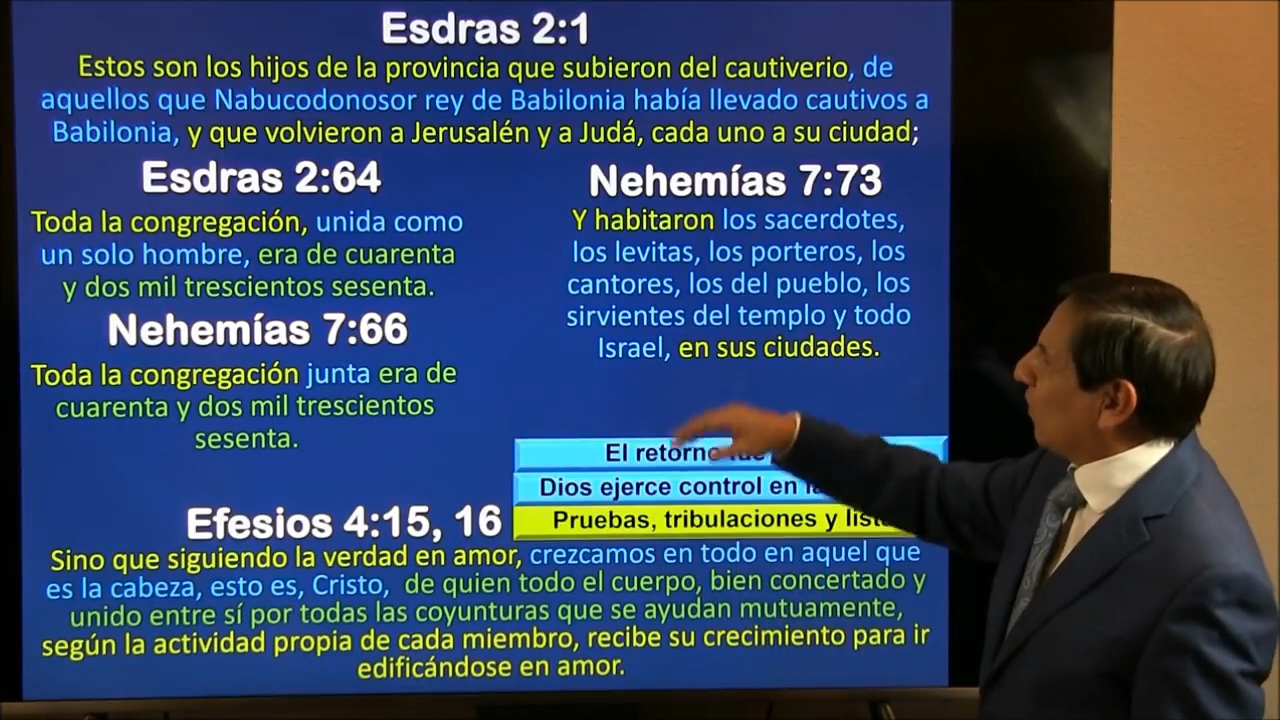 Esdras 2:1
Estos son los hijos de la provincia que subieron del cautiverio, de
aquellos que Nabucodonosor rey de Babilonia había llevado cautivos a
Babilonia, y que volvieron a Jerusalén y a Judá, cada uno a su ciudad;
Esdras 2:64
Toda la congregación, unida como
un solo hombre, era de cuarenta
y dos mil trescientos sesenta.
Nehemías 7:66
Toda la congregación junta era de
cuarenta y dos mil trescientos
sesenta.
Nehemías 7:73
Y habitaron los sacerdotes,
los levitas, los porteros, los
cantores, los del pueblo, los
sirvientes del templo y todo
Israel, en sus ciudades.
El retorno
Dios ejerce control en
Pruebas, tribulaciones y
Efesios 4:15, 16
Sino que siguiendo la verdad en amor, crezcamos en todo en aquel que
es la cabeza, esto es, Cristo, de quien todo el cuerpo, bien concertado y
unido entre sí por todas las coyunturas que se ayudan mutuamente,
según la actividad propia de cada miembro, recibe su crecimiento para ir
edificándose en amor.